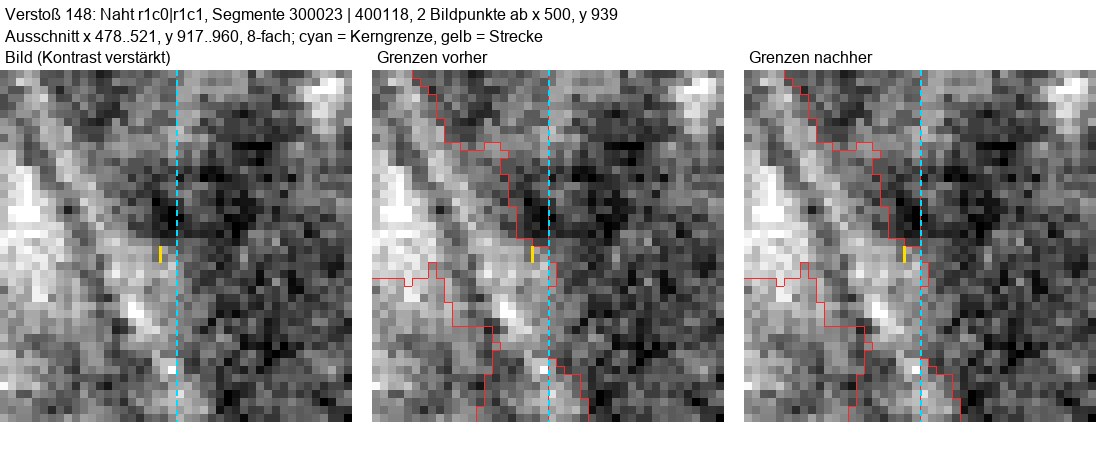 Verstoß 148: Naht r1c0|r1c1, Segmente 300023 | 400118, 2 Bildpunkte ab x 500, y 939
Ausschnitt x 478..521, y 917..960, 8-fach; cyan = Kerngrenze, gelb = Strecke
Bild (Kontrast verstärkt)
Grenzen vorher
Grenzen nachher